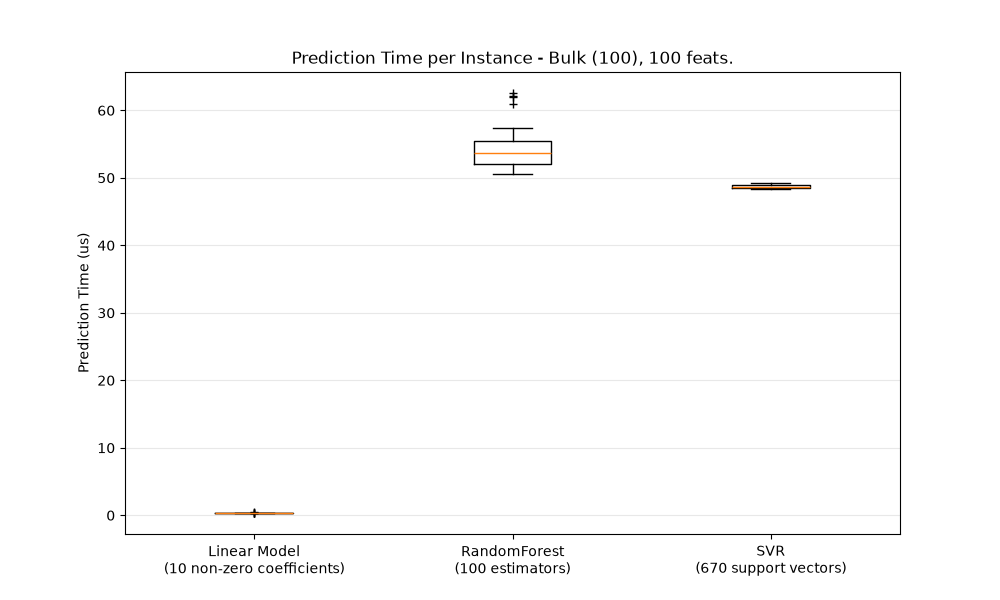 Prediction Time per Instance - Bulk (100), 100 feats.
Prediction Time (us)
60
50
40
30
20
10
0
Linear Model
(10 non-zero coefficients)
RandomForest
(100 estimators)
SVR
(670 support vectors)